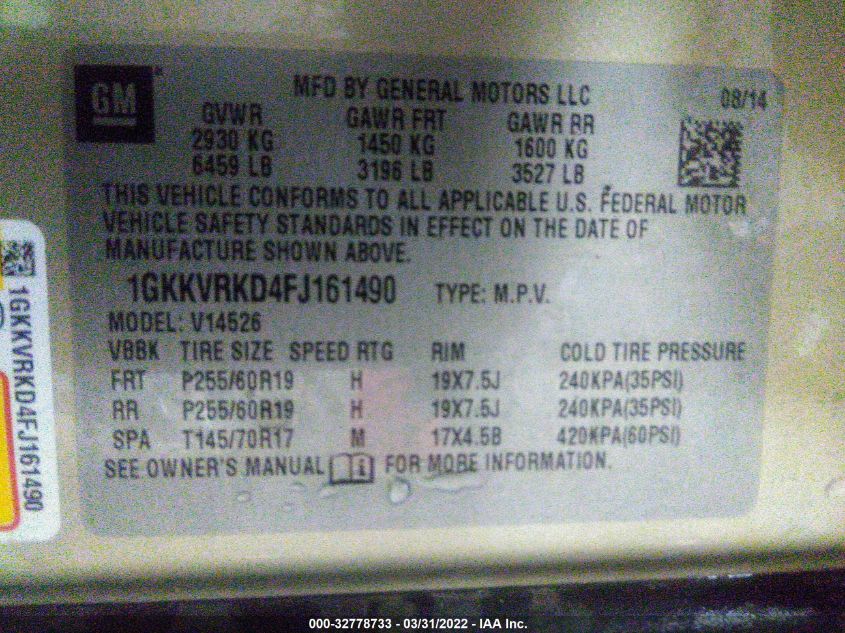 GM
MFD BY GENERAL MOTORS LLC 08/14
GVWR GAWR FRT GAWR RR
2930 KG 1450 KG 1600 KG
6459 LB 3196 LB 3527 LB
THIS VEHICLE CONFORMS TO ALL APPLICABLE U.S. FEDERAL MOTOR
VEHICLE SAFETY STANDARDS IN EFFECT ON THE DATE OF
MANUFACTURE SHOWN ABOVE.
1GKKVRKD4FJ161490 TYPE: M.P.V.
MODEL: V14526
VBBK TIRE SIZE SPEED RTG RIM COLD TIRE PRESSURE
FRT P255/60R19 H 19X7.5J 240KPA(35PSI)
RR P255/60R19 H 19X7.5J 240KPA(35PSI)
SPA T145/70R17 M 17X4.5B 420KPA(60PSI)
SEE OWNER'S MANUAL i FOR MORE INFORMATION.
1GKKVRKD4FJ161490
000-32778733 - 03/31/2022 - IAA Inc.